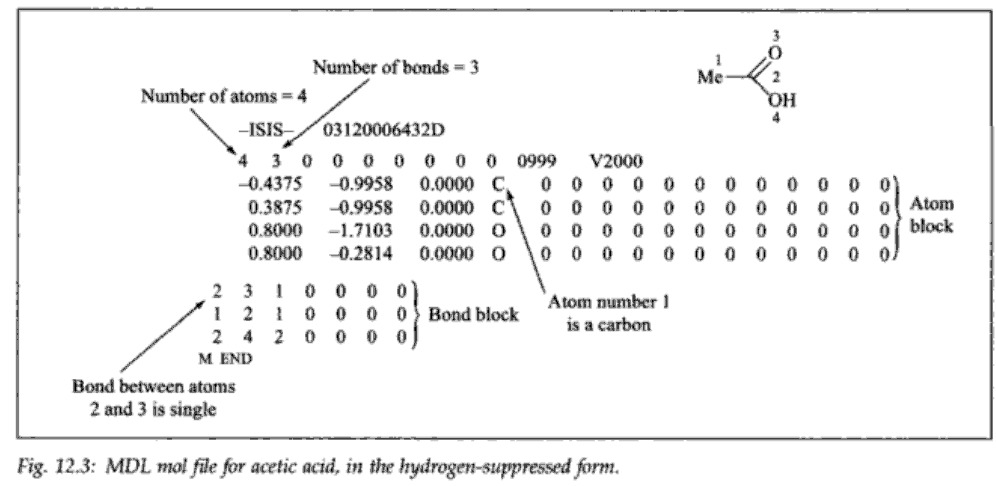 Number of bonds = 3
Number of atoms = 4
3
O
1
Me
2
OH
4
–ISIS– 03120006432D
4 3 0 0 0 0 0 0 0 0999 V2000
–0.4375 –0.9958 0.0000 C 0 0 0 0 0 0 0 0 0 0 0 0
0.3875 –0.9958 0.0000 C 0 0 0 0 0 0 0 0 0 0 0 0
0.8000 –1.7103 0.0000 O 0 0 0 0 0 0 0 0 0 0 0 0
0.8000 –0.2814 0.0000 O 0 0 0 0 0 0 0 0 0 0 0 0
Atom
block
2 3 1 0 0 0 0
1 2 1 0 0 0 0
2 4 2 0 0 0 0
M END
Bond block
Atom number 1
is a carbon
Bond between atoms
2 and 3 is single
Fig. 12.3: MDL mol file for acetic acid, in the hydrogen-suppressed form.